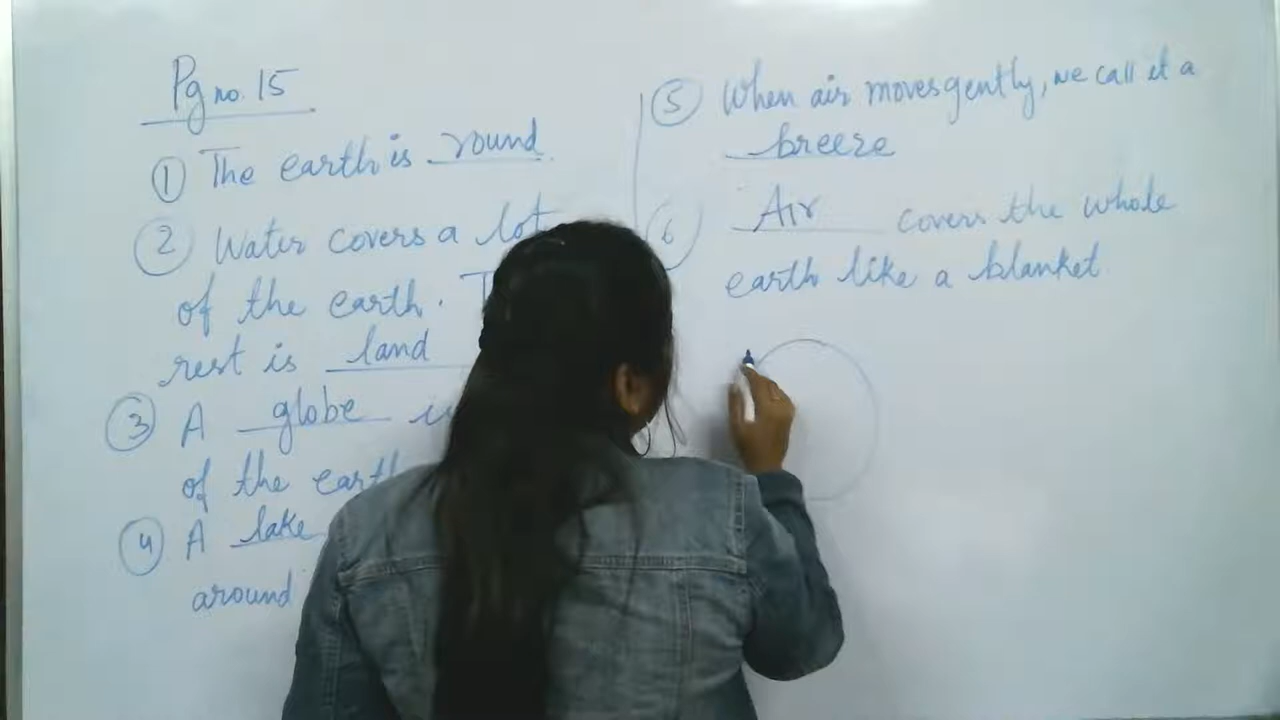 Pg no. 15
① The earth is round.
② Water covers a lot
of the earth. T
rest is land
③ A globe is
of the earth
④ A lake
around
⑤ When air moves gently, we call it a
breeze
⑥ Air covers the whole
earth like a blanket.